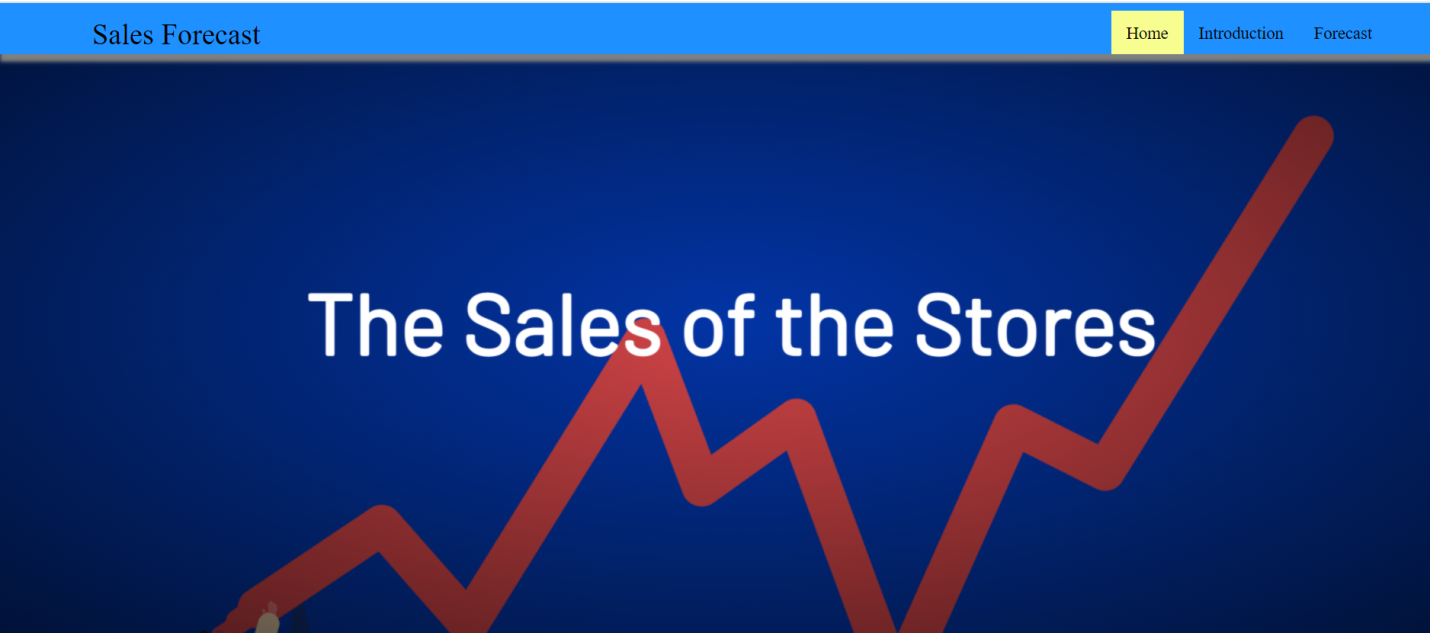 Sales Forecast
Home Introduction Forecast
The Sales of the Stores